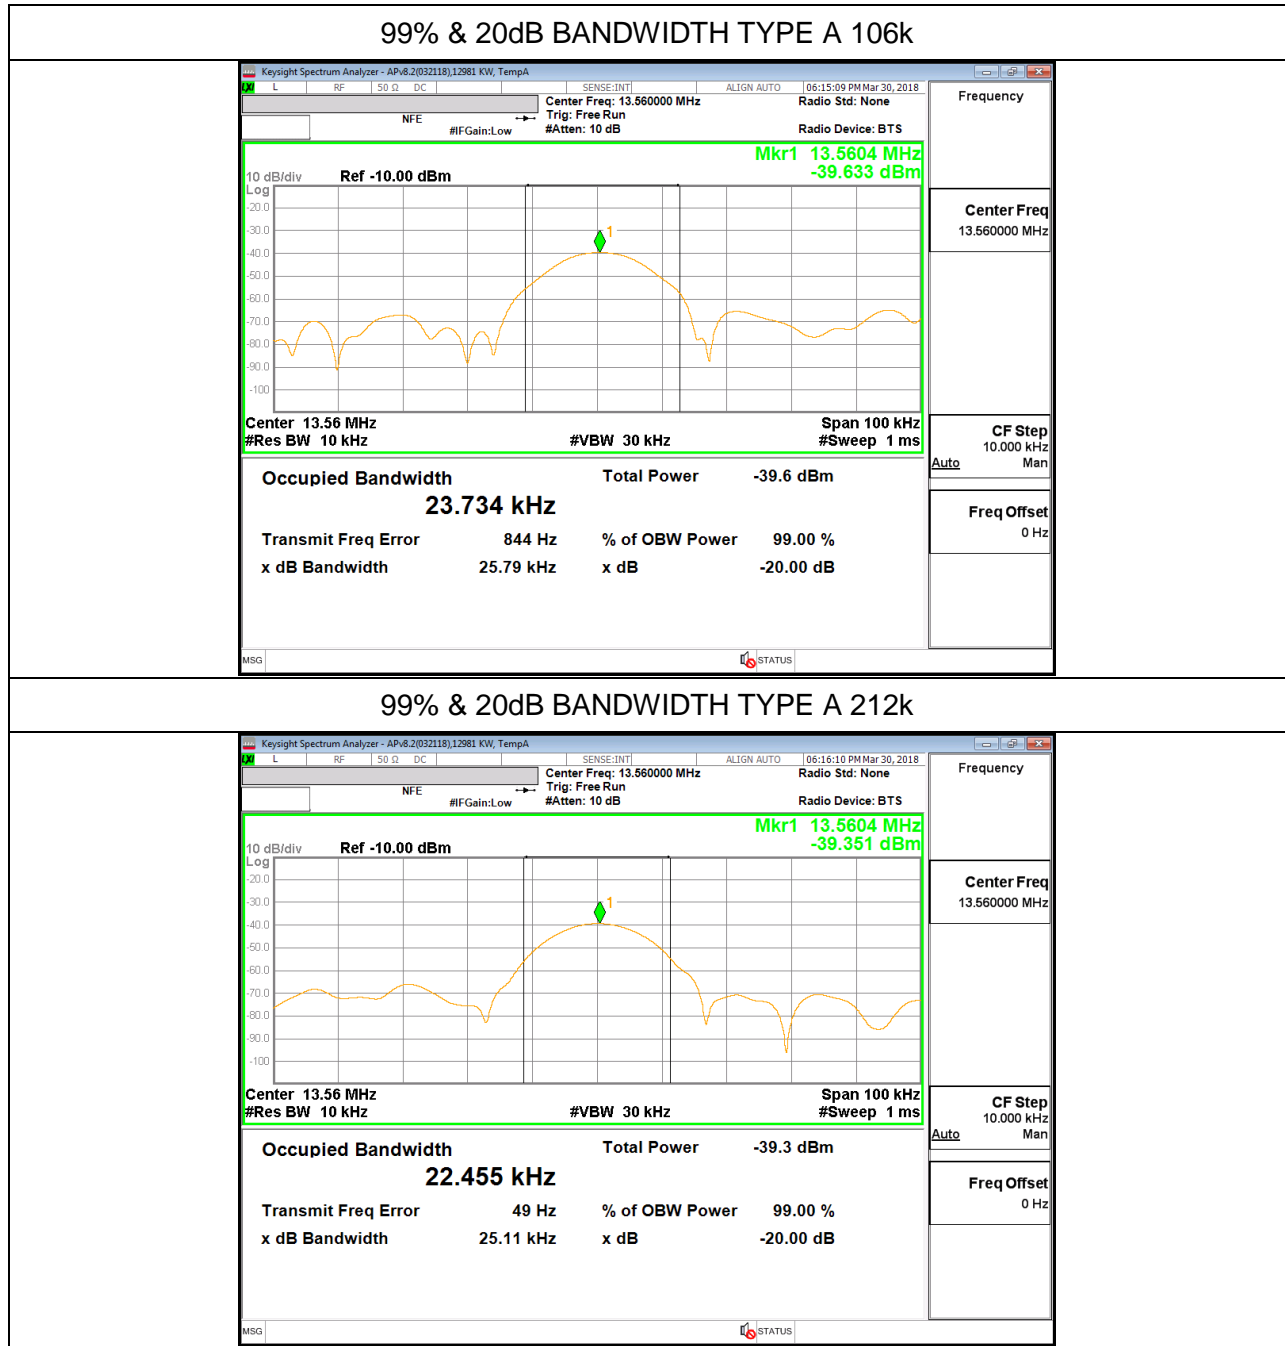 99% & 20dB BANDWIDTH TYPE A 106k
Keysight Spectrum Analyzer - APv8.2(032118),12981 KW, TempA
LXI L RF 50 Ω DC SENSE:INT ALIGN AUTO 06:15:09 PM Mar 30, 2018
Center Freq: 13.560000 MHz Radio Std: None
NFE Trig: Free Run
#IFGain:Low #Atten: 10 dB Radio Device: BTS
Frequency
Mkr1 13.5604 MHz
10 dB/div Ref -10.00 dBm -39.633 dBm
Log
-20.0
-30.0
-40.0
-50.0
-60.0
-70.0
-80.0
-90.0
-100
1
Center 13.56 MHz Span 100 kHz
#Res BW 10 kHz #VBW 30 kHz #Sweep 1 ms
Center Freq
13.560000 MHz
CF Step
10.000 kHz
Auto Man
Freq Offset
0 Hz
Occupied Bandwidth Total Power -39.6 dBm
23.734 kHz
Transmit Freq Error 844 Hz % of OBW Power 99.00 %
x dB Bandwidth 25.79 kHz x dB -20.00 dB
MSG STATUS
99% & 20dB BANDWIDTH TYPE A 212k
Keysight Spectrum Analyzer - APv8.2(032118),12981 KW, TempA
LXI L RF 50 Ω DC SENSE:INT ALIGN AUTO 06:16:10 PM Mar 30, 2018
Center Freq: 13.560000 MHz Radio Std: None
NFE Trig: Free Run
#IFGain:Low #Atten: 10 dB Radio Device: BTS
Frequency
Mkr1 13.5604 MHz
10 dB/div Ref -10.00 dBm -39.351 dBm
Log
-20.0
-30.0
-40.0
-50.0
-60.0
-70.0
-80.0
-90.0
-100
1
Center 13.56 MHz Span 100 kHz
#Res BW 10 kHz #VBW 30 kHz #Sweep 1 ms
Center Freq
13.560000 MHz
CF Step
10.000 kHz
Auto Man
Freq Offset
0 Hz
Occupied Bandwidth Total Power -39.3 dBm
22.455 kHz
Transmit Freq Error 49 Hz % of OBW Power 99.00 %
x dB Bandwidth 25.11 kHz x dB -20.00 dB
MSG STATUS